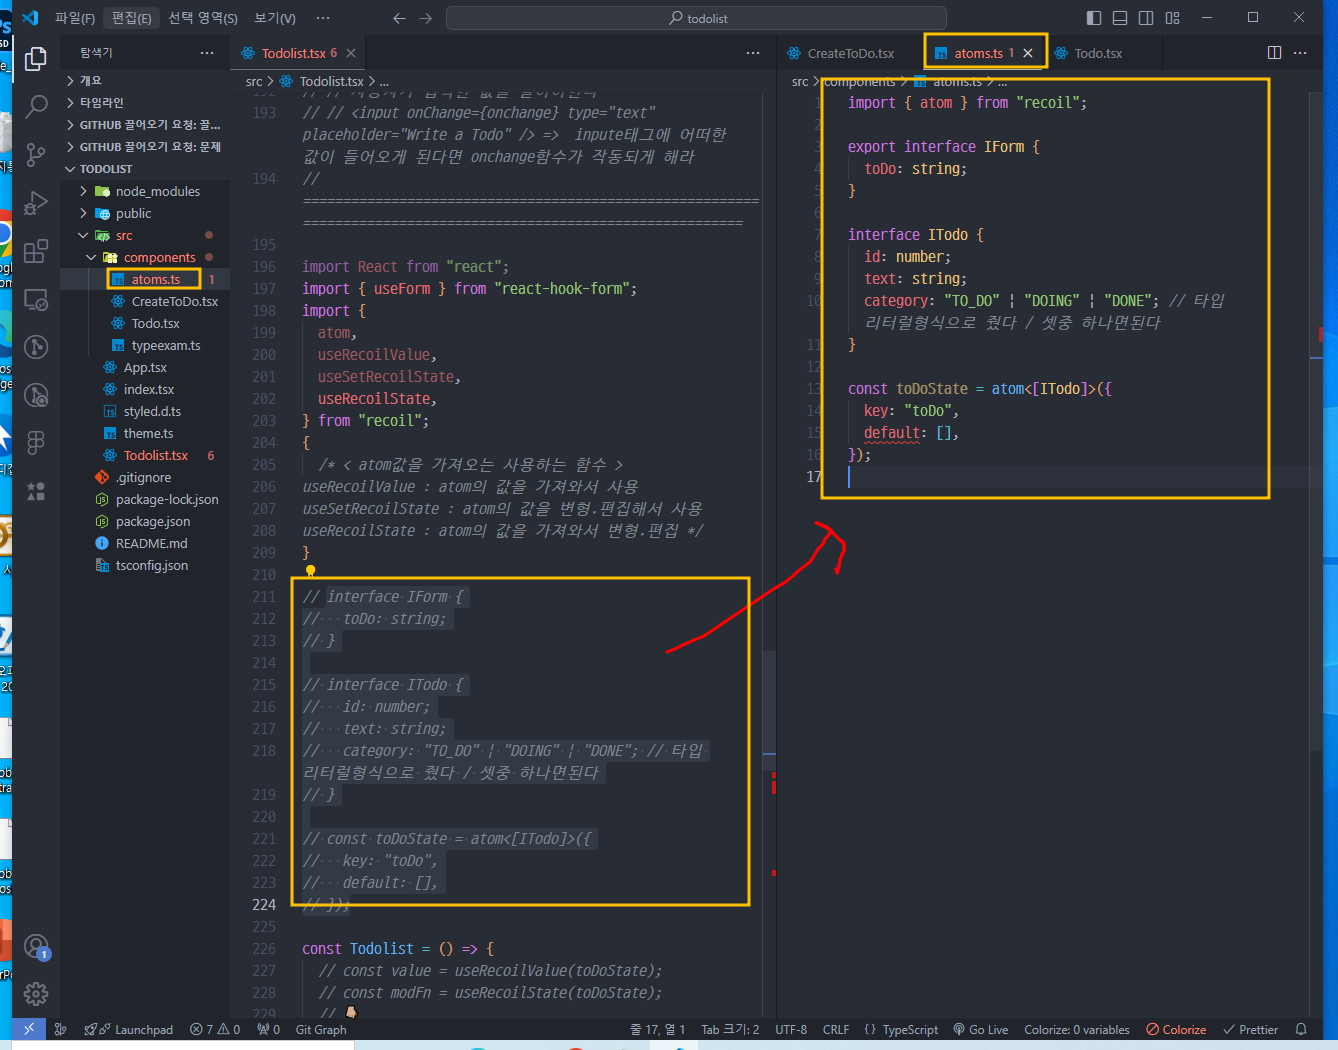 파일(F) 편집(E) 선택 영역(S) 보기(V) ··· todolist
탐색기 ···
개요
타임라인
GITHUB 끌어오기 요청: 끌...
GITHUB 끌어오기 요청: 문제
TODOLIST
node_modules
public
src
components
atoms.ts 1
CreateToDo.tsx
Todo.tsx
typeexam.ts
App.tsx
index.tsx
styled.d.ts
theme.ts
Todolist.tsx 6
.gitignore
package-lock.json
package.json
README.md
tsconfig.json
Todolist.tsx 6
src > Todolist.tsx > ...
193 // // <input onChange={onchange} type="text"
placeholder="Write a Todo" /> => inpute태그에 어떠한
값이 들어오게 된다면 onchange함수가 작동되게 해라
194 //
=========================================================
=======================================================
195
196 import React from "react";
197 import { useForm } from "react-hook-form";
198 import {
199 atom,
200 useRecoilValue,
201 useSetRecoilState,
202 useRecoilState,
203 } from "recoil";
204 {
205 /* < atom값을 가져오는 사용하는 함수 >
206 useRecoilValue : atom의 값을 가져와서 사용
207 useSetRecoilState : atom의 값을 변형.편집해서 사용
208 useRecoilState : atom의 값을 가져와서 변형.편집 */
209 }
210
211 // interface IForm {
212 // toDo: string;
213 // }
214
215 // interface ITodo {
216 // id: number;
217 // text: string;
218 // category: "TO_DO" ¦ "DOING" ¦ "DONE"; // 타입
리터럴형식으로 줬다 / 셋중 하나면된다
219 // }
220
221 // const toDoState = atom<[ITodo]>({
222 // key: "toDo",
223 // default: [],
224 // });
225
226 const Todolist = () => {
227 // const value = useRecoilValue(toDoState);
228 // const modFn = useRecoilState(toDoState);
229 //
CreateToDo.tsx atoms.ts 1 Todo.tsx
src > components > atoms.ts > ...
1 import { atom } from "recoil";
2
3 export interface IForm {
4 toDo: string;
5 }
6
7 interface ITodo {
8 id: number;
9 text: string;
10 category: "TO_DO" ¦ "DOING" ¦ "DONE"; // 타입
리터럴형식으로 줬다 / 셋중 하나면된다
11 }
12
13 const toDoState = atom<[ITodo]>({
14 key: "toDo",
15 default: [],
16 });
17
1
Launchpad 7 0 0 Git Graph 줄 17, 열 1 Tab 크기: 2 UTF-8 CRLF {} TypeScript Go Live Colorize: 0 variables Colorize Prettier